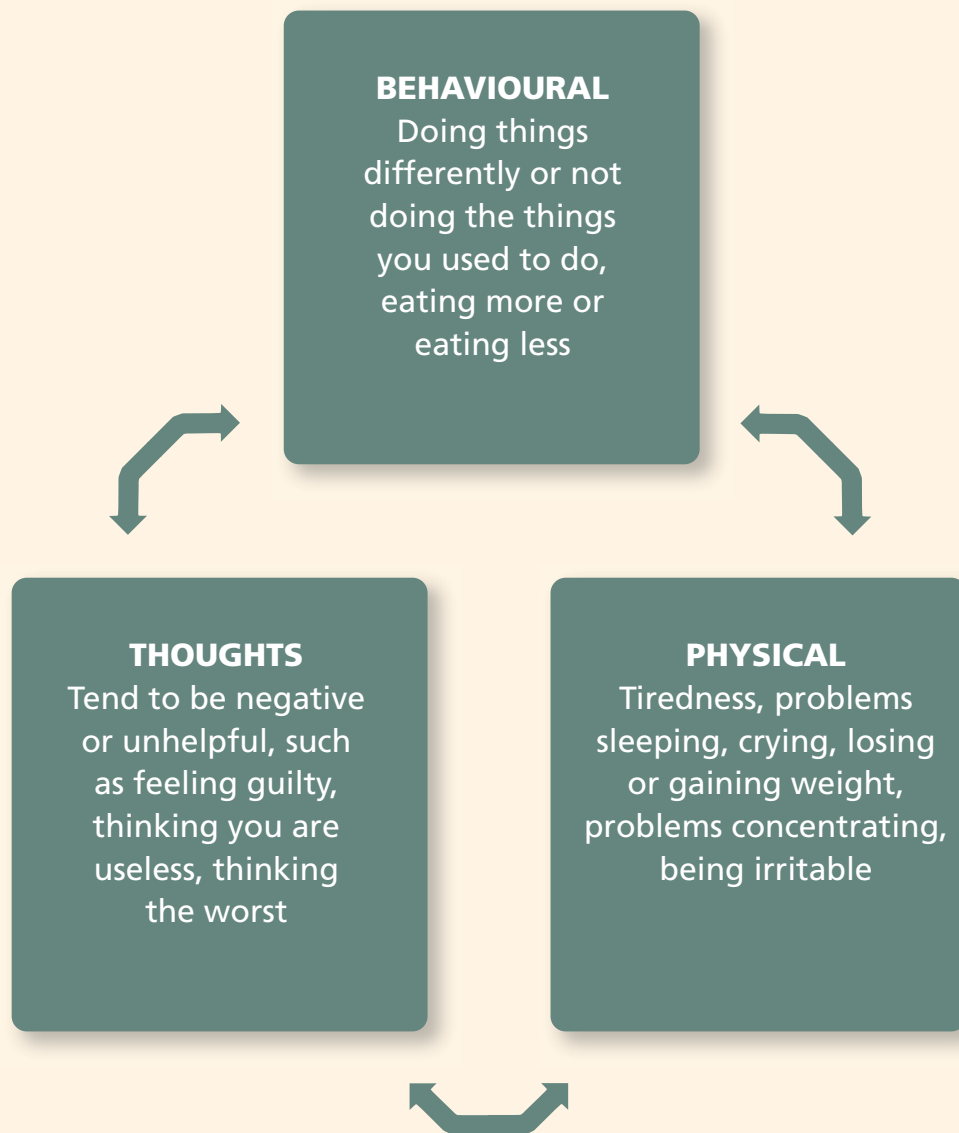 BEHAVIOURAL
Doing things
differently or not
doing the things
you used to do,
eating more or
eating less
THOUGHTS
Tend to be negative
or unhelpful, such
as feeling guilty,
thinking you are
useless, thinking
the worst
PHYSICAL
Tiredness, problems
sleeping, crying, losing
or gaining weight,
problems concentrating,
being irritable